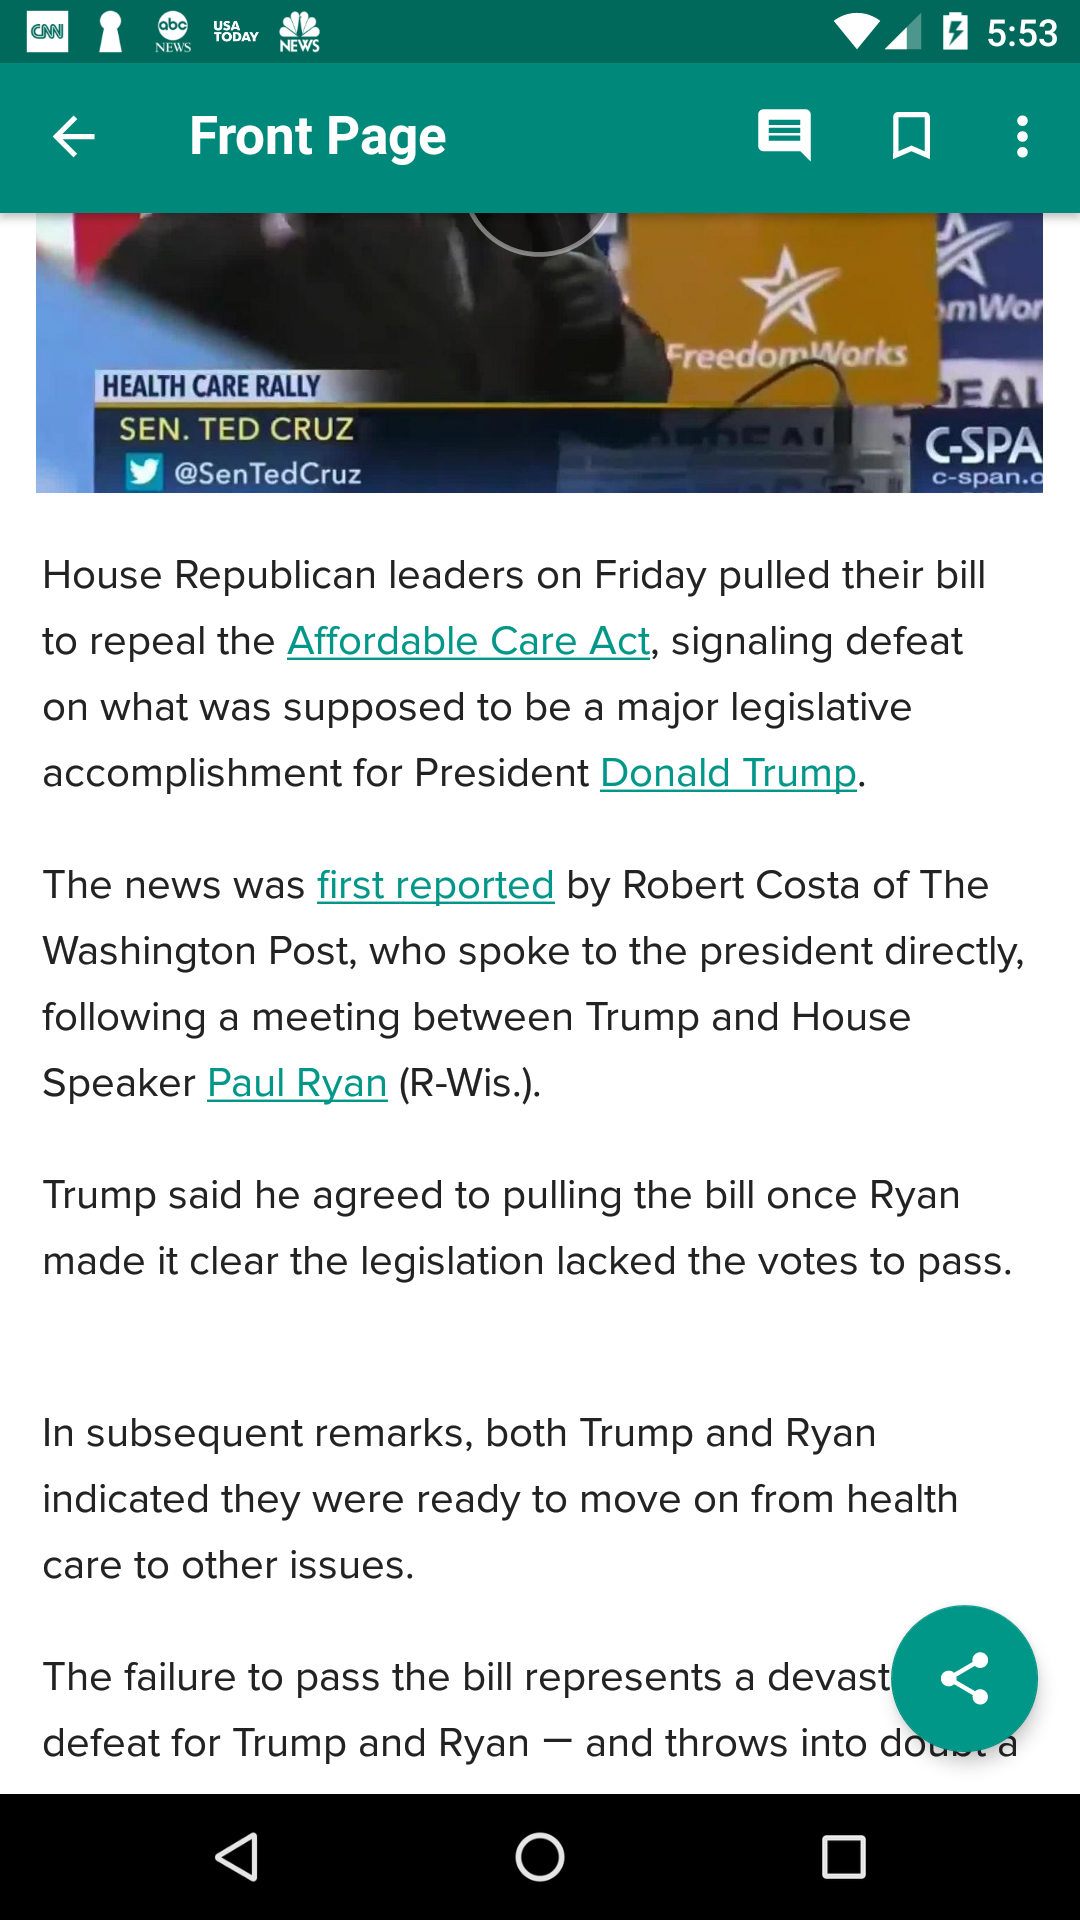 CNN
abc
NEWS
USA
TODAY
NEWS
5:53
Front Page
FreedomWorks
HEALTH CARE RALLY
SEN. TED CRUZ
@SenTedCruz
C-SPA
c-span.c
House Republican leaders on Friday pulled their bill
to repeal the Affordable Care Act, signaling defeat
on what was supposed to be a major legislative
accomplishment for President Donald Trump.
The news was first reported by Robert Costa of The
Washington Post, who spoke to the president directly,
following a meeting between Trump and House
Speaker Paul Ryan (R-Wis.).
Trump said he agreed to pulling the bill once Ryan
made it clear the legislation lacked the votes to pass.
In subsequent remarks, both Trump and Ryan
indicated they were ready to move on from health
care to other issues.
The failure to pass the bill represents a devast
defeat for Trump and Ryan — and throws into doubt a